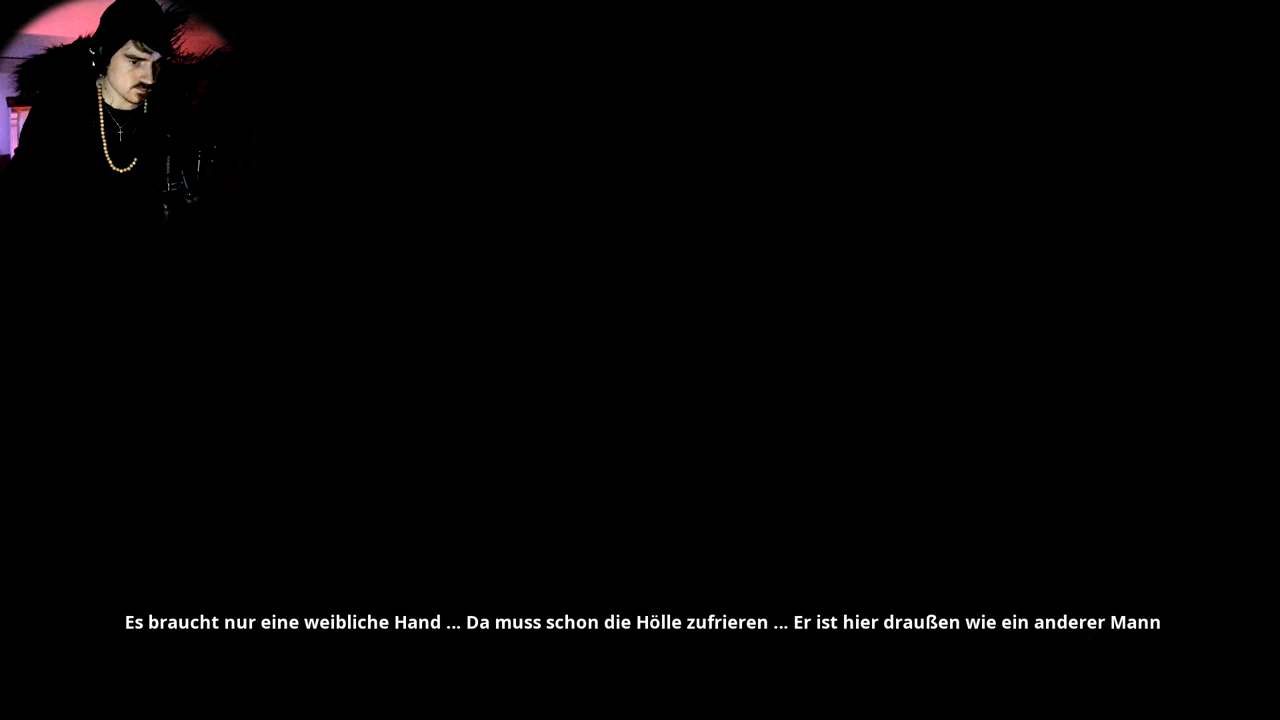 Es braucht nur eine weibliche Hand ... Da muss schon die Hölle zufrieren ... Er ist hier draußen wie ein anderer Mann